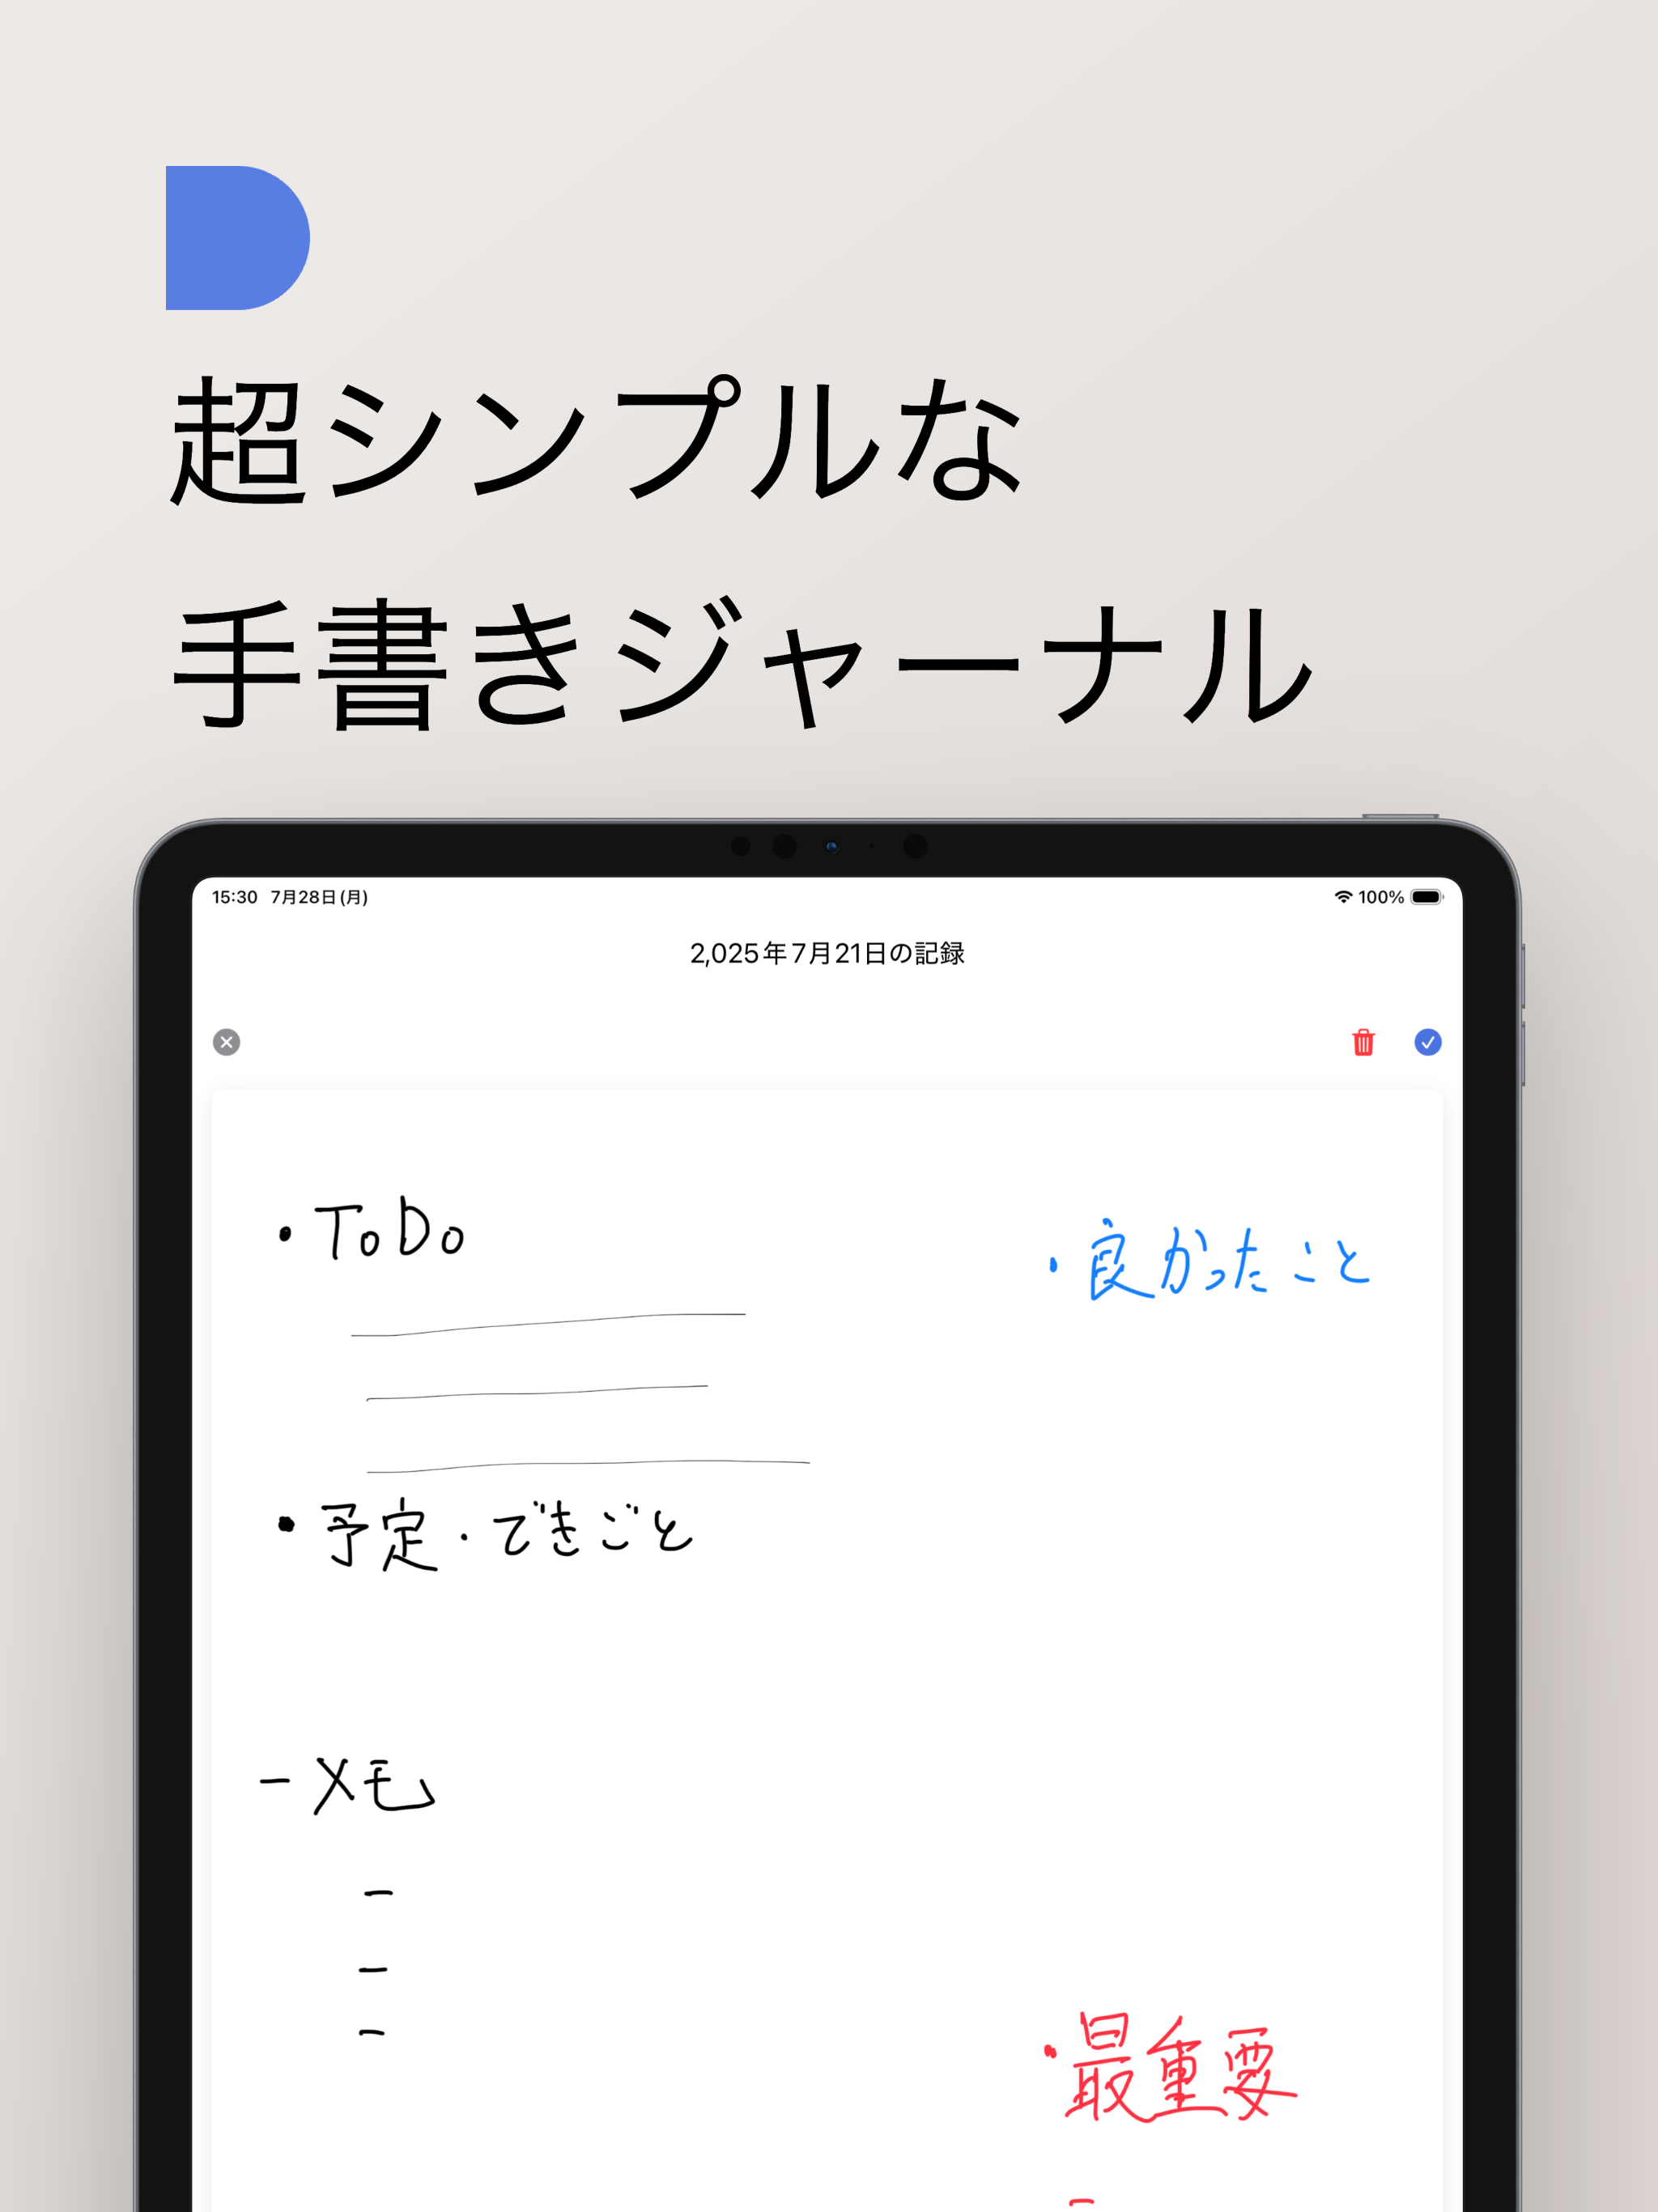 超シンプルな
手書きジャーナル
15:30 7月28日(月) 100%
2,025年7月21日の記録
・ToDo
・良かったこと
・予定・できごと
- メモ
-
-
-
・最重要
-